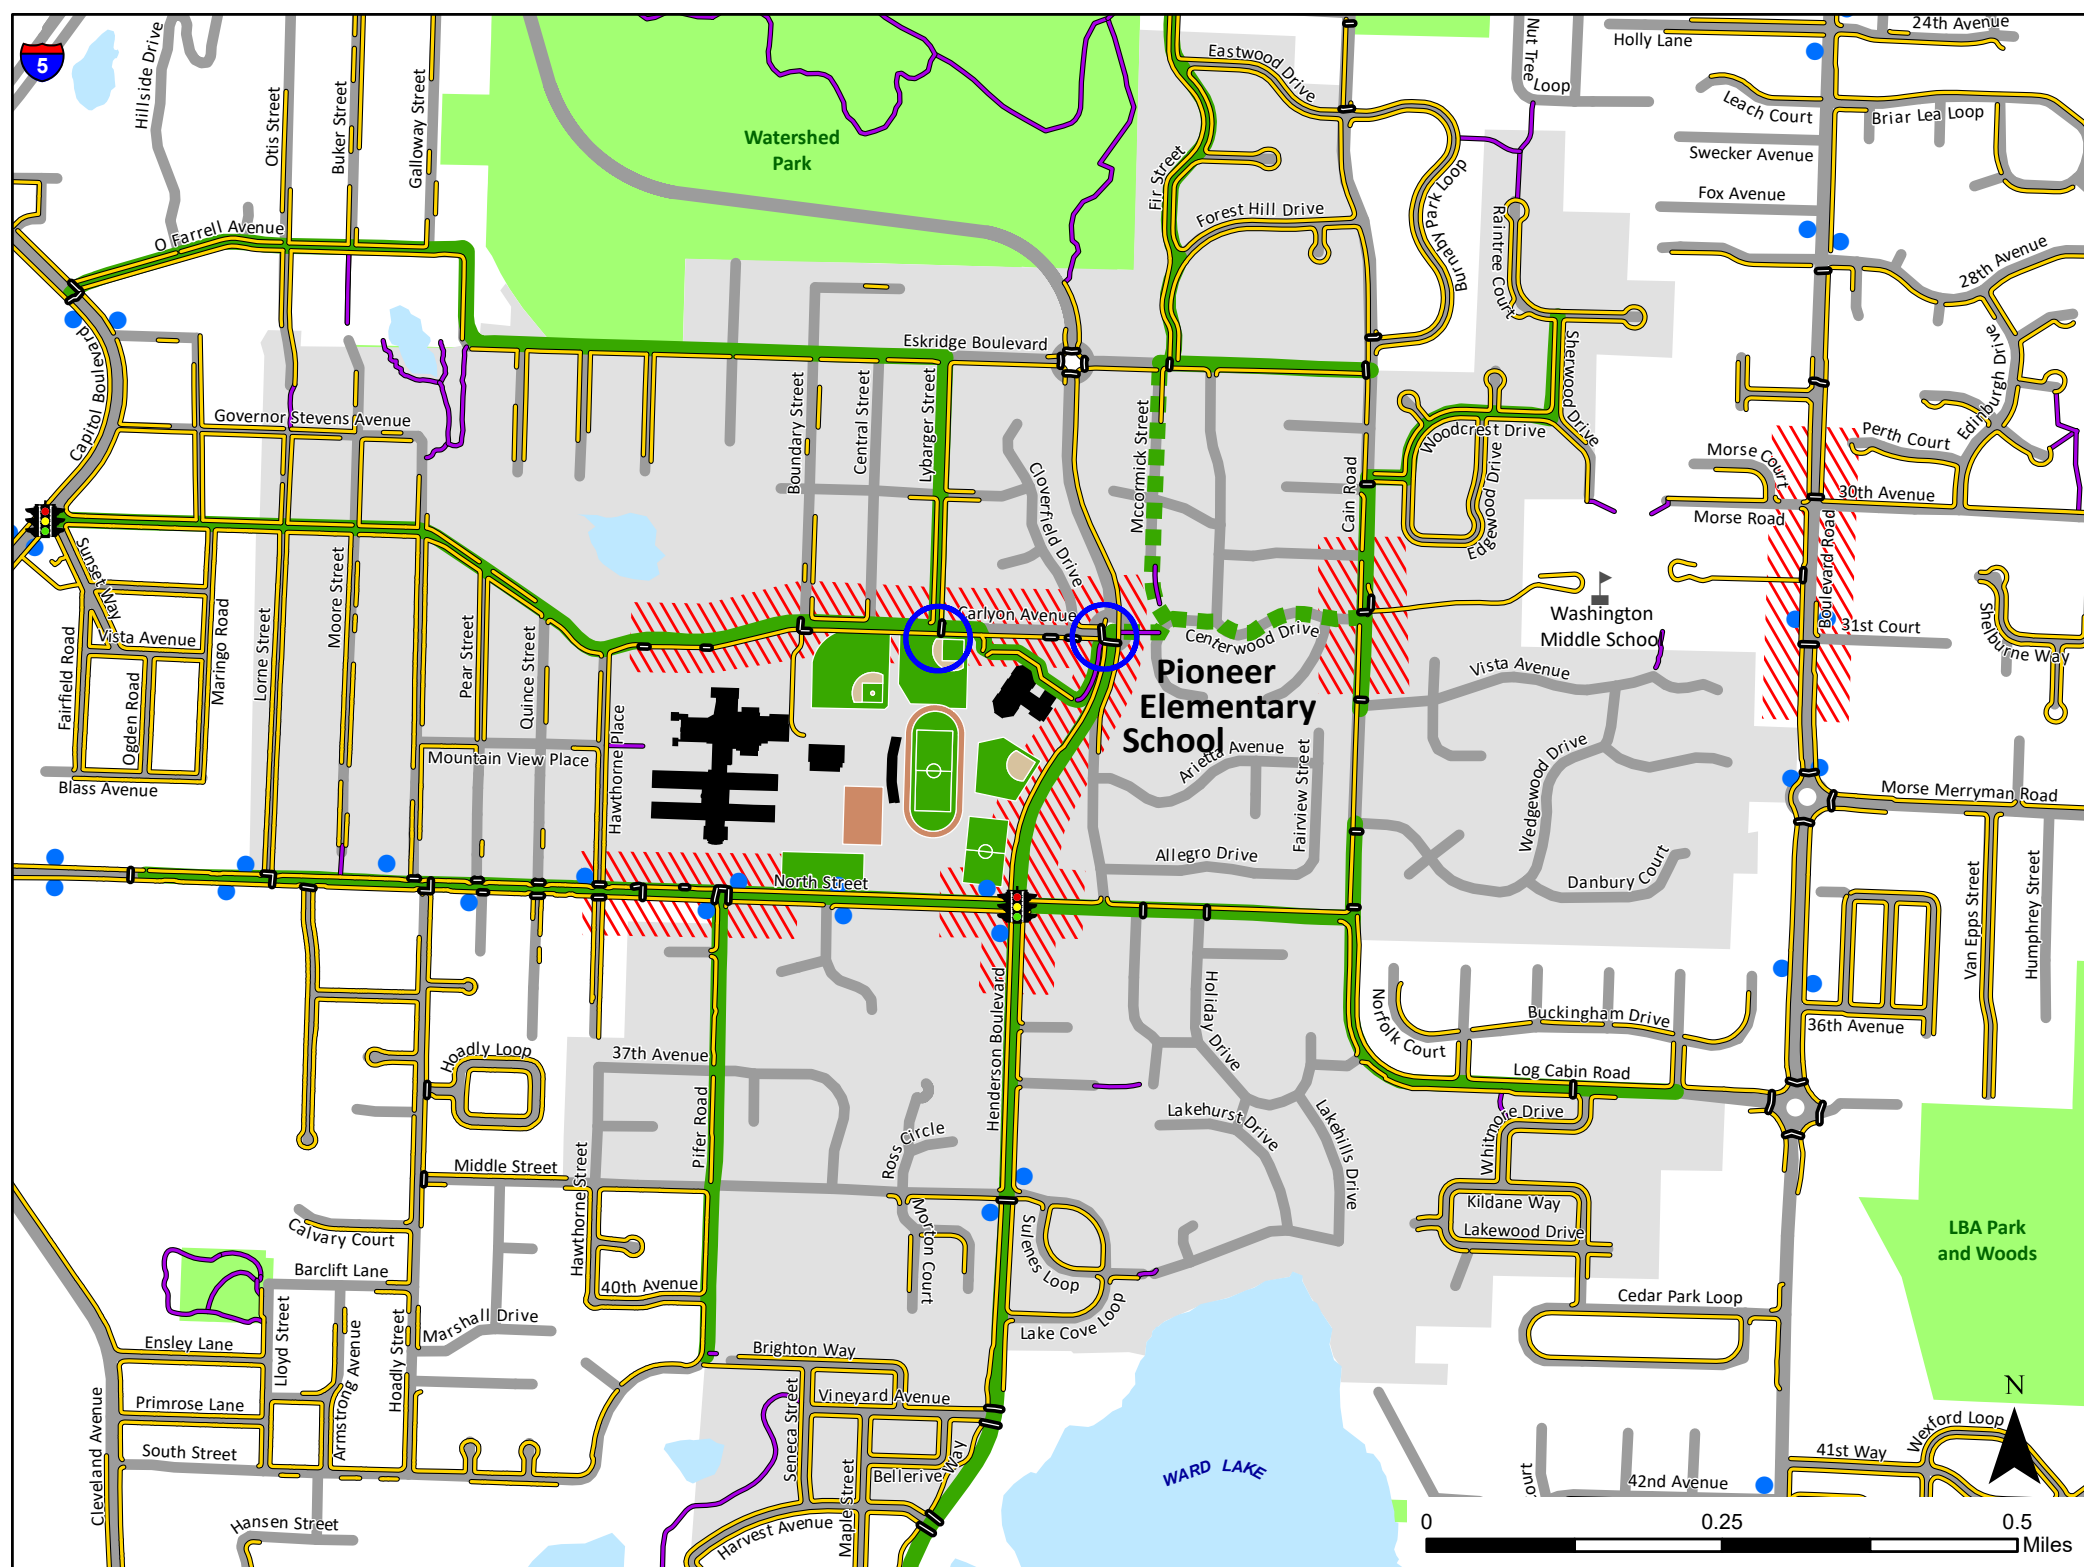 24th Avenue
Holly Lane
Nut Tree
Loop
Eastwood Drive
5
Hillside Drive
Otis Street
Buker Street
Galloway Street
Watershed
Park
Leach Court
Briar Lea Loop
Swecker Avenue
Fox Avenue
Fir Street
Forest Hill Drive
Burnaby Park Loop
Raintree Court
O Farrell Avenue
28th Avenue
Capitol Boulevard
Eskridge Boulevard
Sherwood Drive
Edinburgh Drive
Governor Stevens Avenue
Boundary Street
Central Street
Lybarger Street
Mccormick Street
Cain Road
Woodcrest Drive
Edgewood Drive
Perth Court
Morse Court
30th Avenue
Morse Road
Cloverfield Drive
Boulevard Road
Sunset Way
Carlyon Avenue
Centerwood Drive
Washington
Middle School
31st Court
Shelburne Way
Vista Avenue
Vista Avenue
Fairfield Road
Ogden Road
Maringo Road
Lorne Street
Moore Street
Pear Street
Quince Street
Hawthorne Place
Pioneer
Elementary
School
Arietta Avenue
Fairview Street
Wedgewood Drive
Mountain View Place
Blass Avenue
Morse Merryman Road
Allegro Drive
Danbury Court
North Street
Van Epps Street
Humphrey Street
Henderson Boulevard
Holiday Drive
Norfolk Court
Buckingham Drive
36th Avenue
Hoadly Loop
37th Avenue
Log Cabin Road
Pifer Road
Ross Circle
Lakehurst Drive
Lakehills Drive
Whitmore Drive
Middle Street
Hawthorne Street
Morton Court
Snlenes Loop
Kildane Way
Lakewood Drive
LBA Park
and Woods
Calvary Court
Barclift Lane
40th Avenue
Cedar Park Loop
Lloyd Street
Armstrong Avenue
Hoadly Street
Marshall Drive
Lake Cove Loop
Ensley Lane
Brighton Way
Primrose Lane
Vineyard Avenue
N
South Street
Cleveland Avenue
Seneca Street
Maple Street
Bellerive Way
WARD LAKE
Wexford Loop
41st Way
42nd Avenue
ourt
Hansen Street
Harvest Avenue
0
0.25
0.5
Miles